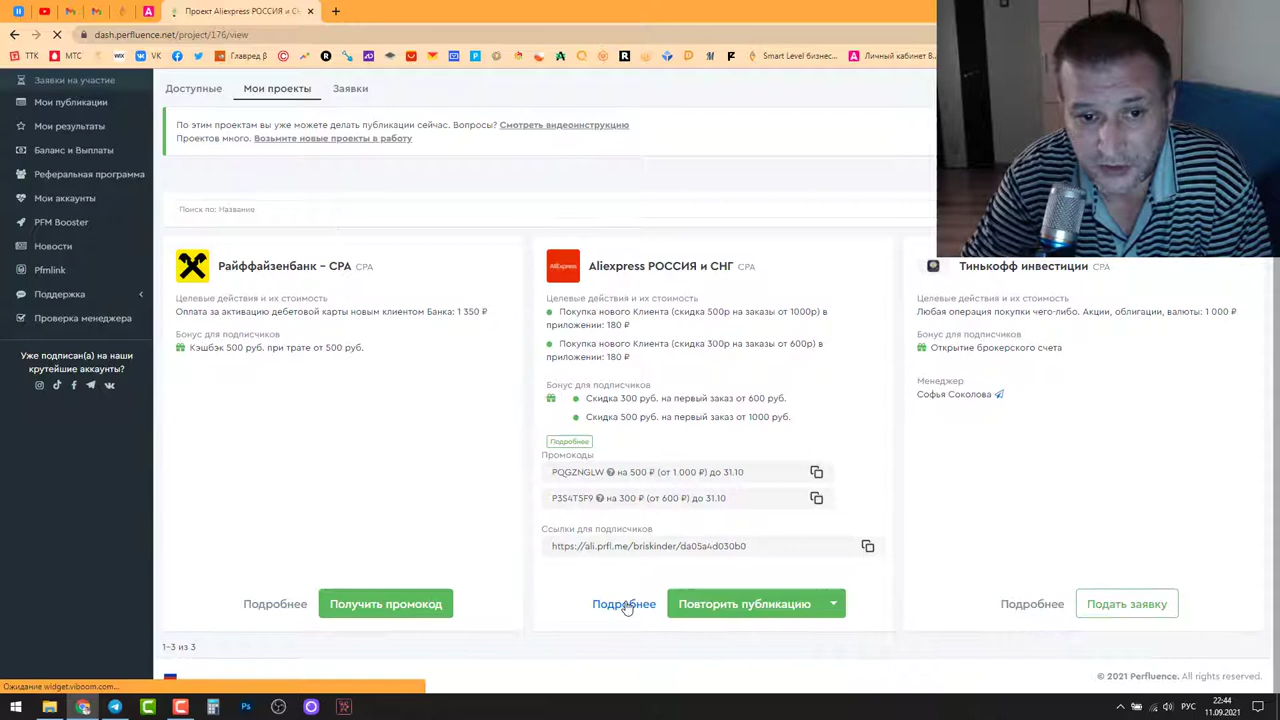 Проект Aliexpress РОССИЯ и СН
dash.perfluence.net/project/176/view
ТТК
МТС
VK
Главред
Smart Level бизнес...
Личный кабинет В...
Заявки на участие
Мои публикации
Мои результаты
Баланс и Выплаты
Реферальная программа
Мои аккаунты
PFM Booster
Новости
Pfmlink
Поддержка
Проверка менеджера
Уже подписан(а) на наши
крутейшие аккаунты?
Доступные Мои проекты Заявки
По этим проектам вы уже можете делать публикации сейчас. Вопросы? Смотреть видеоинструкцию
Проектов много. Возьмите новые проекты в работу
Поиск по: Название
Райффайзенбанк – CPA CPA
Целевые действия и их стоимость
Оплата за активацию дебетовой карты новым клиентом Банка: 1 350 ₽
Бонус для подписчиков
Кэшбэк 500 руб. при трате от 500 руб.
Подробнее
Получить промокод
Aliexpress РОССИЯ и СНГ CPA
Целевые действия и их стоимость
Покупка нового Клиента (скидка 500р на заказы от 1000р) в
приложении: 180 ₽
Покупка нового Клиента (скидка 300р на заказы от 600р) в
приложении: 180 ₽
Бонус для подписчиков
Скидка 300 руб. на первый заказ от 600 руб.
Скидка 500 руб. на первый заказ от 1000 руб.
Подробнее
Промокоды
PQGZNGLW на 500 ₽ (от 1 000 ₽) до 31.10
P3S4T5F9 на 300 ₽ (от 600 ₽) до 31.10
Ссылки для подписчиков
https://ali.prfl.me/briskinder/da05a4d030b0
Подробнее
Повторить публикацию
Тинькофф инвестиции CPA
Целевые действия и их стоимость
Любая операция покупки чего-либо. Акции, облигации, валюты: 1 000 ₽
Бонус для подписчиков
Открытие брокерского счета
Менеджер
Софья Соколова
Подробнее
Подать заявку
1-3 из 3
© 2021 Perfluence. All rights reserved.
Ожидание widget.viboom.com...
РУС
22:44
11.09.2021